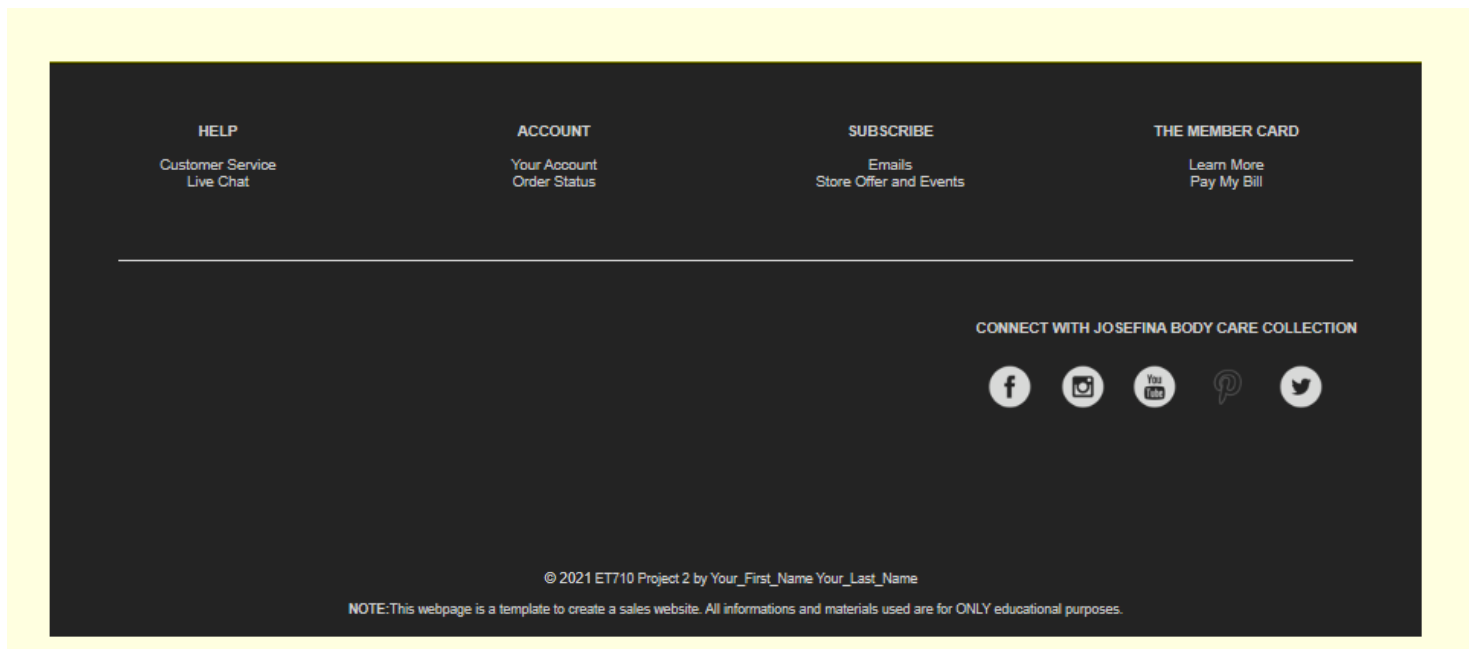 HELP
Customer Service
Live Chat
ACCOUNT
Your Account
Order Status
SUBSCRIBE
Emails
Store Offer and Events
THE MEMBER CARD
Learn More
Pay My Bill
CONNECT WITH JOSEFINA BODY CARE COLLECTION
You
Tube
© 2021 ET710 Project 2 by Your_First_Name Your_Last_Name
NOTE:This webpage is a template to create a sales website. All informations and materials used are for ONLY educational purposes.